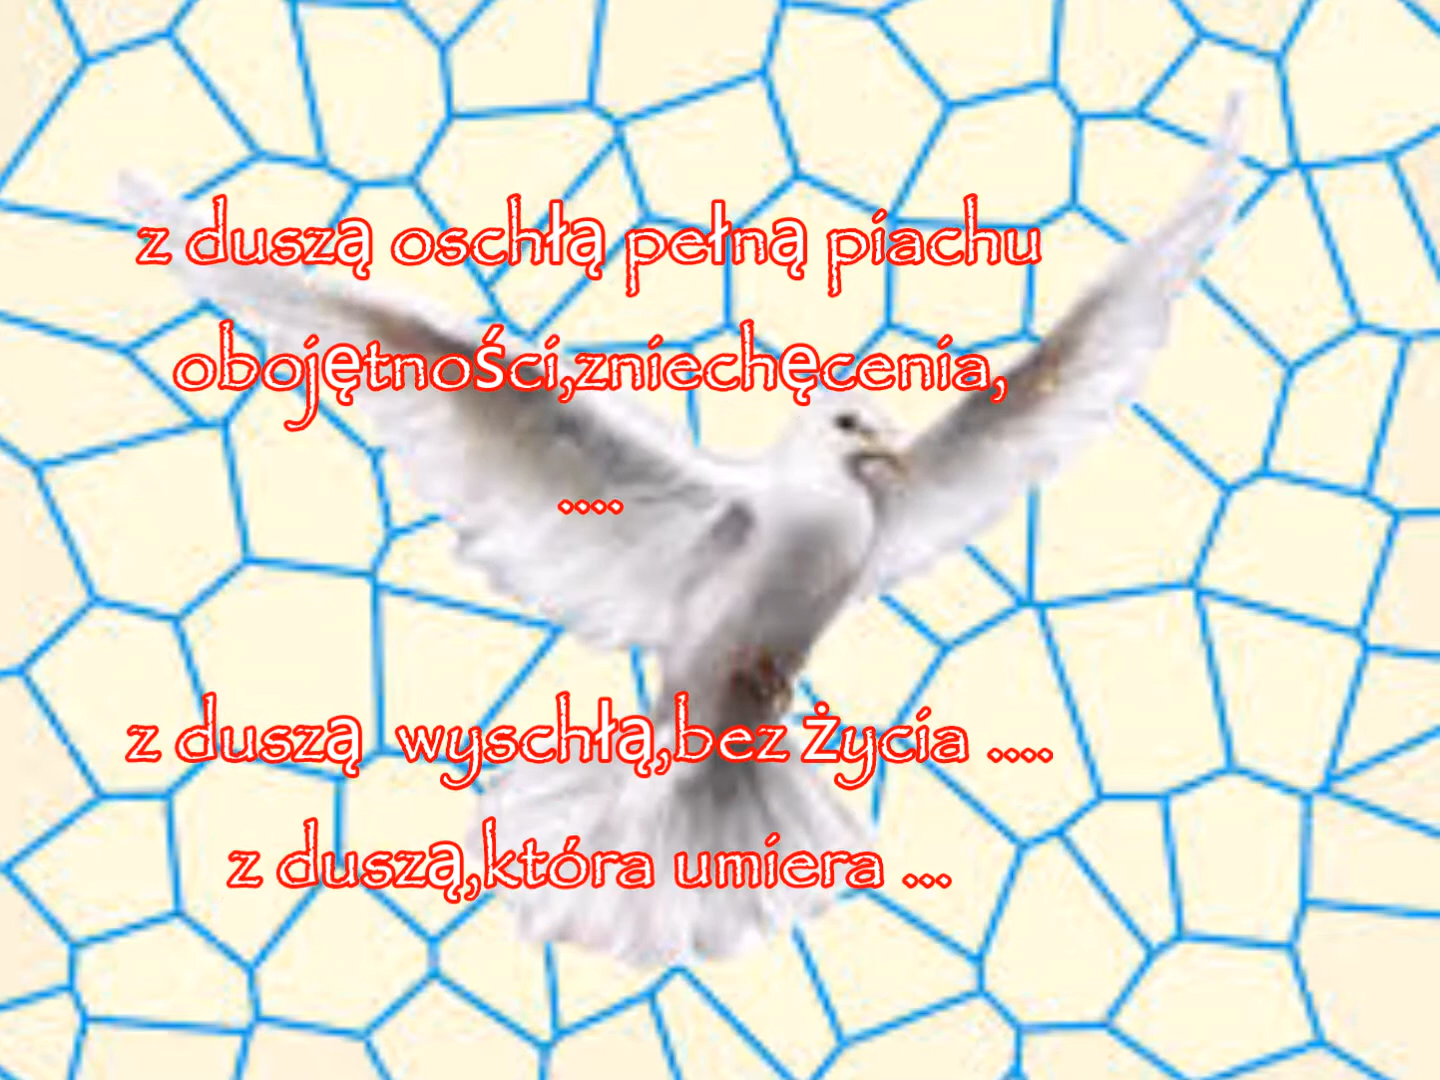 z duszą oschłą pełną piachu
obojętności,zniechęcenia,
....
z duszą wyschłą,bez życia ....
z duszą,która umiera ...